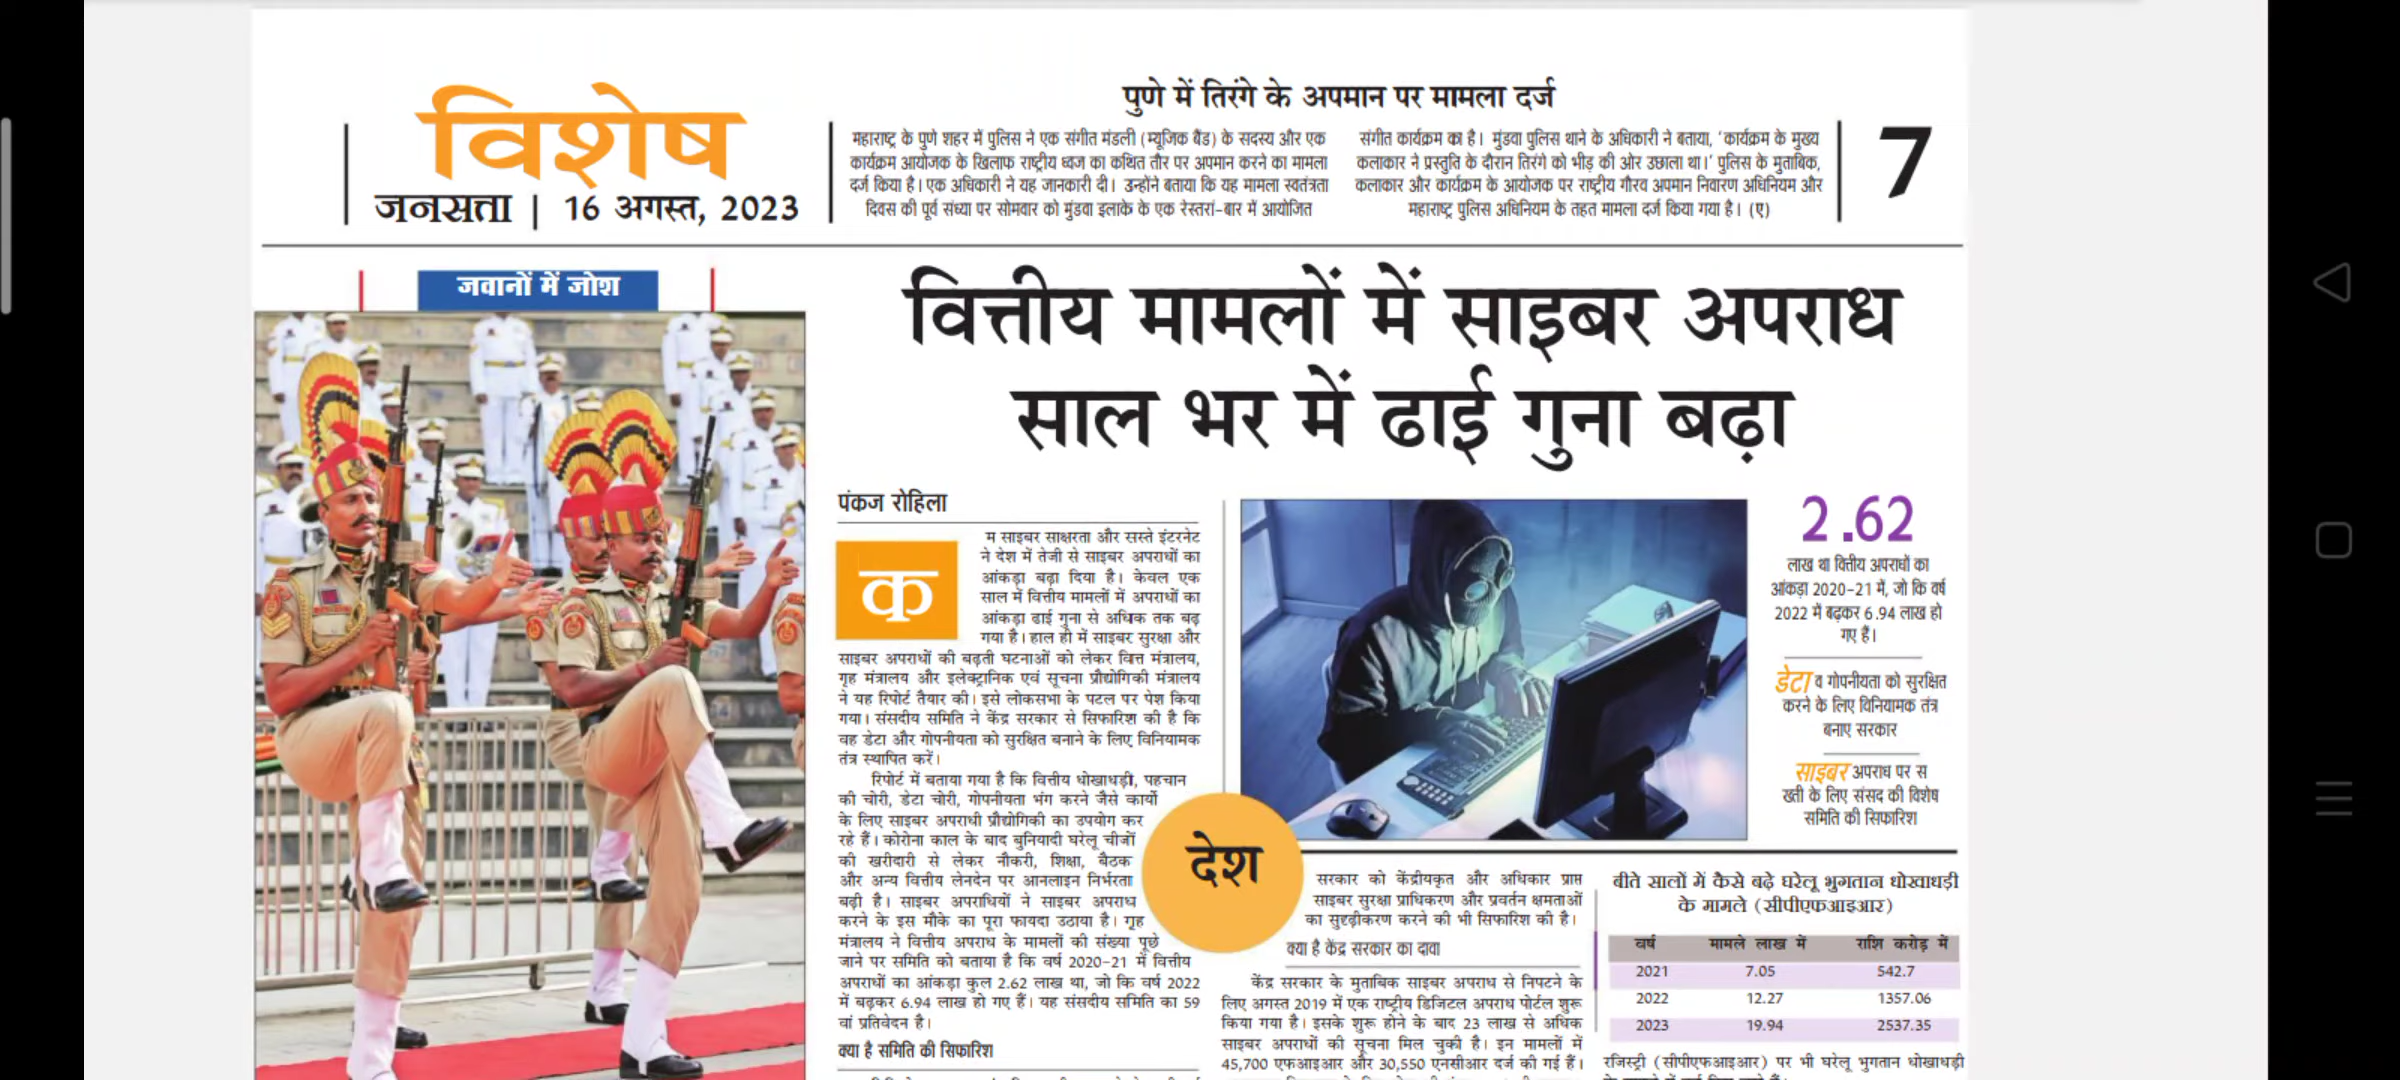 विशेष
जनसत्ता | 16 अगस्त, 2023
पुणे में तिरंगे के अपमान पर मामला दर्ज
महाराष्ट्र के पुणे शहर में पुलिस ने एक संगीत मंडली (म्यूजिक बैंड) के सदस्य और एक
कार्यक्रम आयोजक के खिलाफ राष्ट्रीय ध्वज का कथित तौर पर अपमान करने का मामला
दर्ज किया है। एक अधिकारी ने यह जानकारी दी। उन्होंने बताया कि यह मामला स्वतंत्रता
दिवस की पूर्व संध्या पर सोमवार को मुंडवा इलाके के एक रेस्तरां-बार में आयोजित
संगीत कार्यक्रम का है। मुंडवा पुलिस थाने के अधिकारी ने बताया, 'कार्यक्रम के मुख्य
कलाकार ने प्रस्तुति के दौरान तिरंगे को भीड़ की ओर उछाला था।' पुलिस के मुताबिक,
कलाकार और कार्यक्रम के आयोजक पर राष्ट्रीय गौरव अपमान निवारण अधिनियम और
महाराष्ट्र पुलिस अधिनियम के तहत मामला दर्ज किया गया है। (ए)
7
जवानों में जोश
वित्तीय मामलों में साइबर अपराध
साल भर में ढाई गुना बढ़ा
पंकज रोहिला
क
म साइबर साक्षरता और सस्ते इंटरनेट
ने देश में तेजी से साइबर अपराधों का
आंकड़ा बढ़ा दिया है। केवल एक
साल में वित्तीय मामलों में अपराधों का
आंकड़ा ढाई गुना से अधिक तक बढ़
गया है। हाल ही में साइबर सुरक्षा और
साइबर अपराधों की बढ़ती घटनाओं को लेकर वित्त मंत्रालय,
गृह मंत्रालय और इलेक्ट्रानिक एवं सूचना प्रौद्योगिकी मंत्रालय
ने यह रिपोर्ट तैयार की। इसे लोकसभा के पटल पर पेश किया
गया। संसदीय समिति ने केंद्र सरकार से सिफारिश की है कि
वह डेटा और गोपनीयता को सुरक्षित बनाने के लिए विनियामक
तंत्र स्थापित करें।
रिपोर्ट में बताया गया है कि वित्तीय धोखाधड़ी, पहचान
की चोरी, डेटा चोरी, गोपनीयता भंग करने जैसे कार्यो
के लिए साइबर अपराधी प्रौद्योगिकी का उपयोग कर
रहे हैं। कोरोना काल के बाद बुनियादी घरेलू चीजों
की खरीदारी से लेकर नौकरी, शिक्षा, बैठक
और अन्य वित्तीय लेनदेन पर आनलाइन निर्भरता
बढ़ी है। साइबर अपराधियों ने साइबर अपराध
करने के इस मौके का पूरा फायदा उठाया है। गृह
मंत्रालय ने वित्तीय अपराध के मामलों की संख्या पूछे
जाने पर समिति को बताया है कि वर्ष 2020-21 में वित्तीय
अपराधों का आंकड़ा कुल 2.62 लाख था, जो कि वर्ष 2022
में बढ़कर 6.94 लाख हो गए हैं। यह संसदीय समिति का 59
वां प्रतिवेदन है।
क्या है समिति की सिफारिश
देश
सरकार को केंद्रीयकृत और अधिकार प्राप्त
साइबर सुरक्षा प्राधिकरण और प्रवर्तन क्षमताओं
का सुदृढ़ीकरण करने की भी सिफारिश की है।
क्या है केंद्र सरकार का दावा
केंद्र सरकार के मुताबिक साइबर अपराध से निपटने के
लिए अगस्त 2019 में एक राष्ट्रीय डिजिटल अपराध पोर्टल शुरू
किया गया है। इसके शुरू होने के बाद 23 लाख से अधिक
साइबर अपराधों की सूचना मिल चुकी है। इन मामलों में
45,700 एफआइआर और 30,550 एनसीआर दर्ज की गई हैं।
2.62
लाख था वित्तीय अपराधों का
आंकड़ा 2020-21 में, जो कि वर्ष
2022 में बढ़कर 6.94 लाख हो
गए हैं।
डेटा व गोपनीयता को सुरक्षित
करने के लिए विनियामक तंत्र
बनाए सरकार
साइबर अपराध पर स
ख्ती के लिए संसद की विशेष
समिति की सिफारिश
बीते सालों में कैसे बढ़े घरेलू भुगतान धोखाधड़ी
के मामले (सीपीएफआइआर)
वर्ष मामले लाख में राशि करोड़ में
2021 7.05 542.7
2022 12.27 1357.06
2023 19.94 2537.35
रजिस्ट्री (सीपीएफआइआर) पर भी घरेलू भुगतान धोखाधड़ी